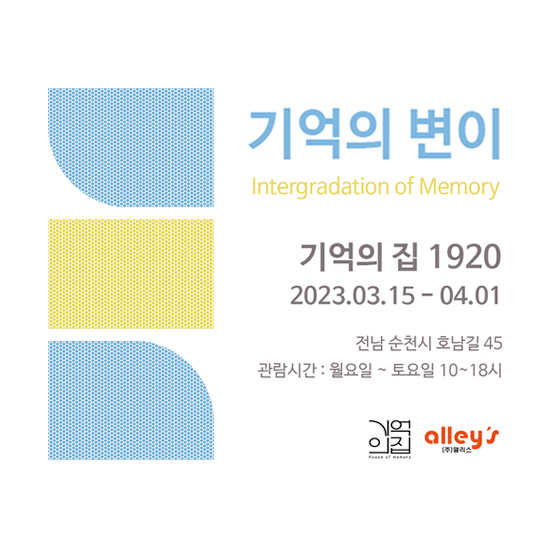 기억의 변이
Intergradation of Memory
기억의 집 1920
2023.03.15 – 04.01
전남 순천시 호남길 45
관람시간 : 월요일 ~ 토요일 10~18시
기억
의집
House of memory
alley's
(주)앨리스